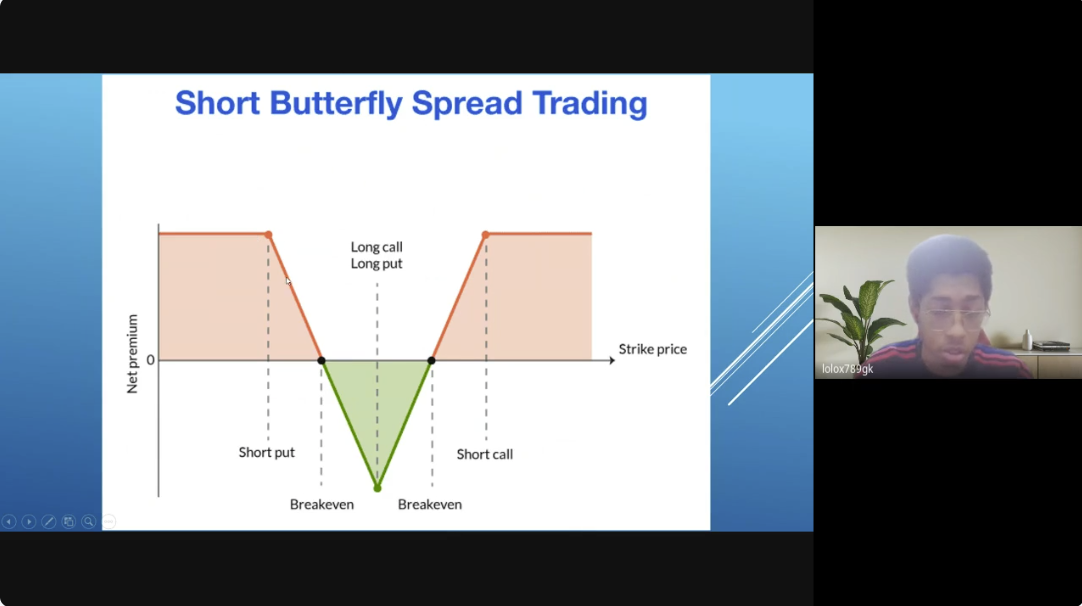 Short Butterfly Spread Trading
Long call
Long put
Net premium
0
Strike price
Short put
Short call
Breakeven
Breakeven
lolox789gk